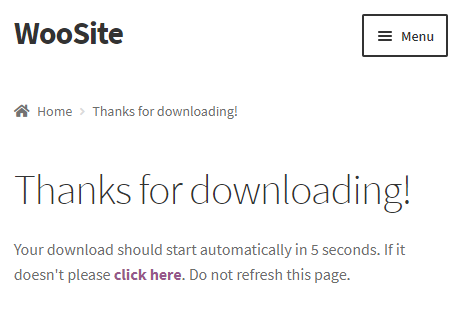 WooSite
Menu
Home > Thanks for downloading!
Thanks for downloading!
Your download should start automatically in 5 seconds. If it
doesn't please click here. Do not refresh this page.